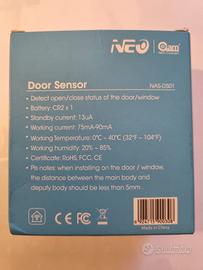 NEO Coolcam
Door Sensor NAS-DS01
• Detect open/close status of the door/window
• Battery: CR2 x 1
• Standby current: 13uA
• Working current: 75mA-90mA
• Working Temperature: 0°C~40°C (32°F ~ 104°F)
• Working humidity: 20% ~ 85%
• Certificate: RoHS, FCC, CE
• Pls notes: when installing on the door / window,
the distance between the main body and
deputy body should be less than 5mm.
Made in China
subito